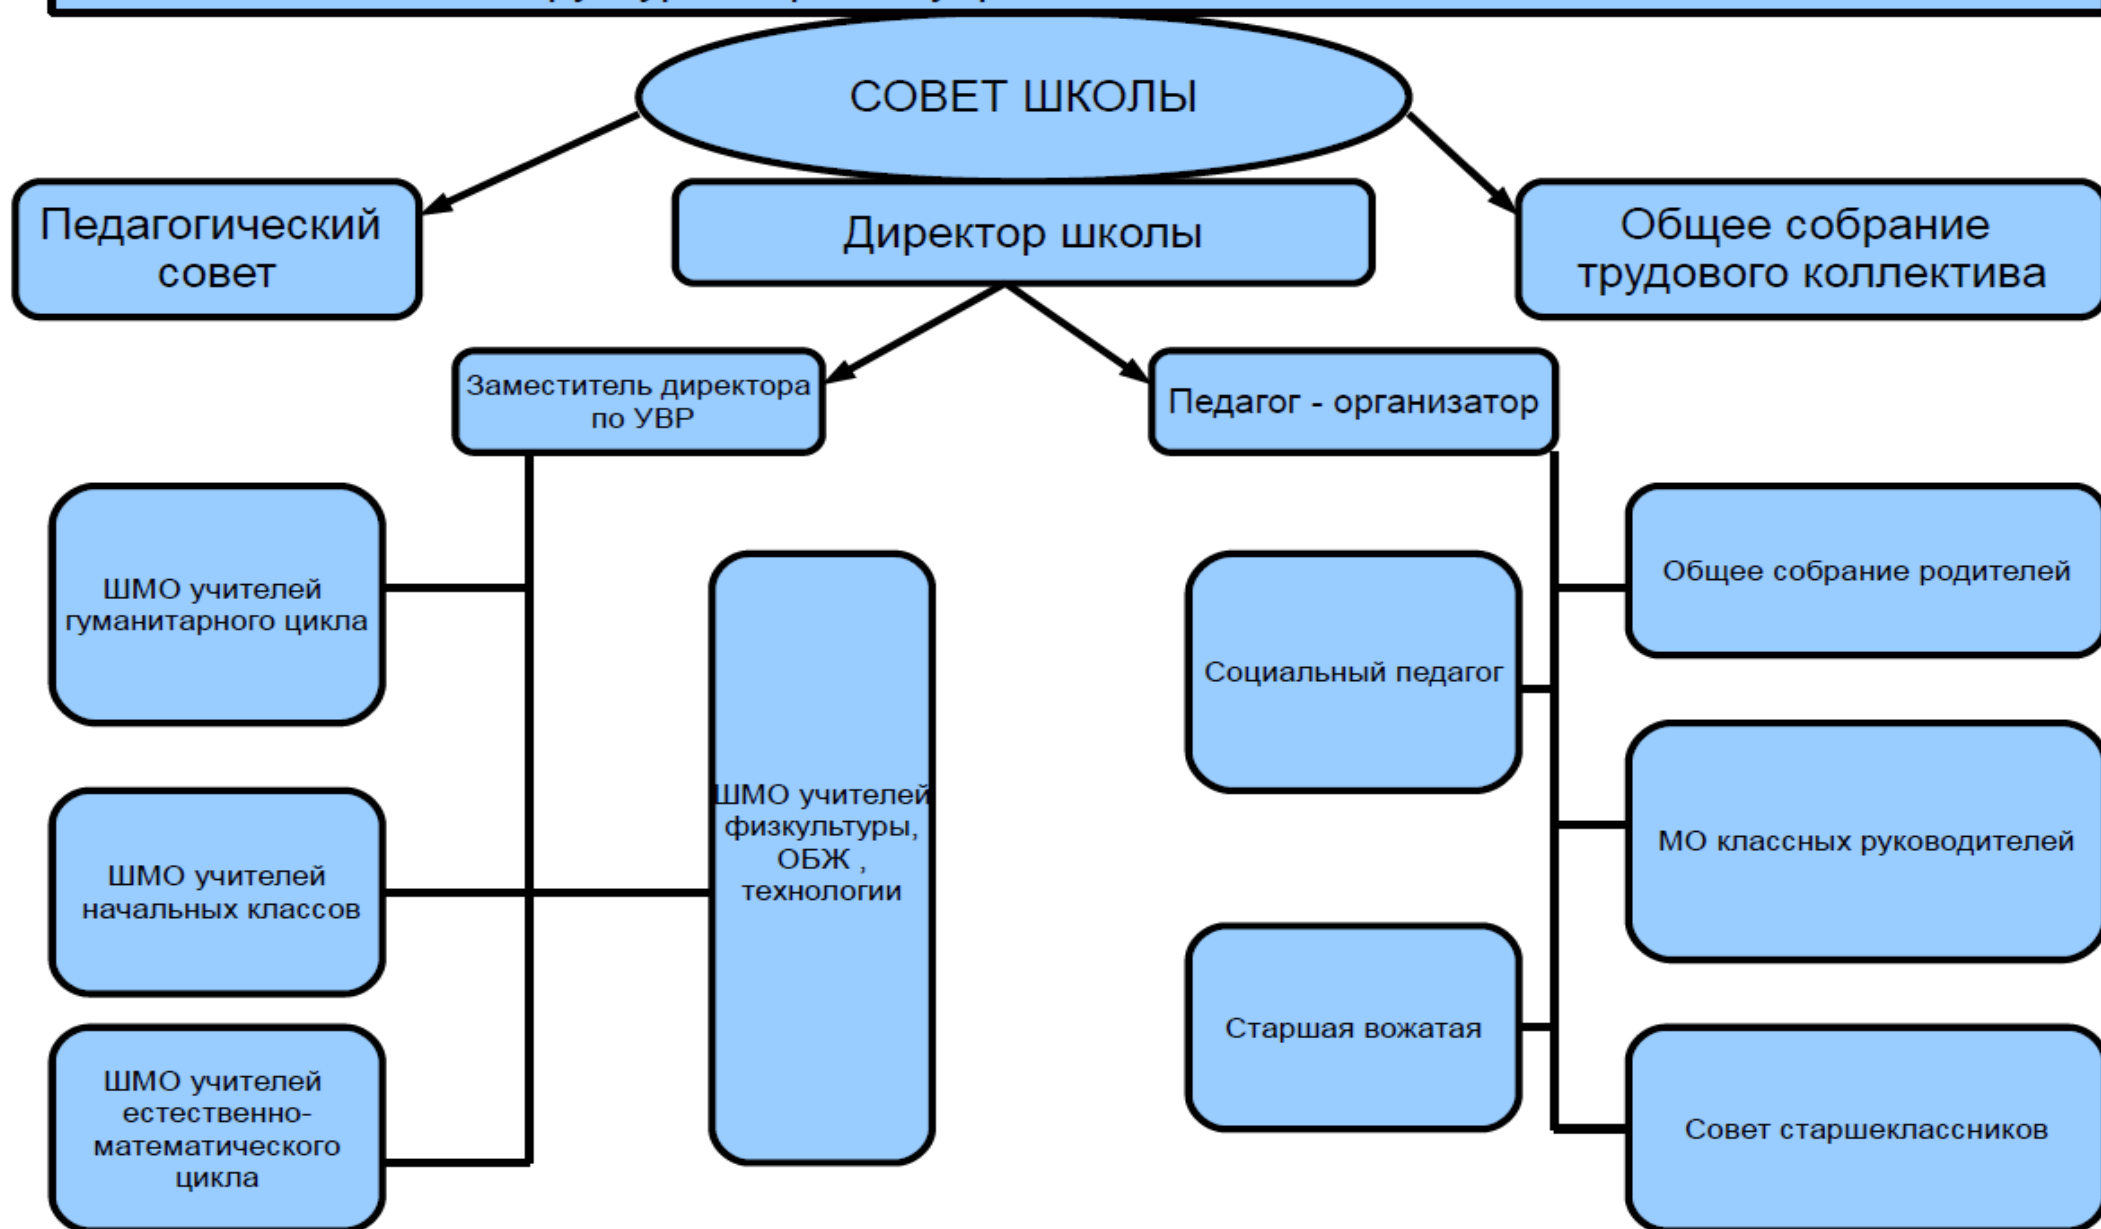 СОВЕТ ШКОЛЫ
Педагогический
совет
Директор школы
Общее собрание
трудового коллектива
Заместитель директора
по УВР
Педагог - организатор
ШМО учителей
гуманитарного цикла
ШМО учителей
физкультуры,
ОБЖ ,
технологии
Социальный педагог
Общее собрание родителей
ШМО учителей
начальных классов
МО классных руководителей
Старшая вожатая
ШМО учителей
естественно-
математического
цикла
Совет старшеклассников